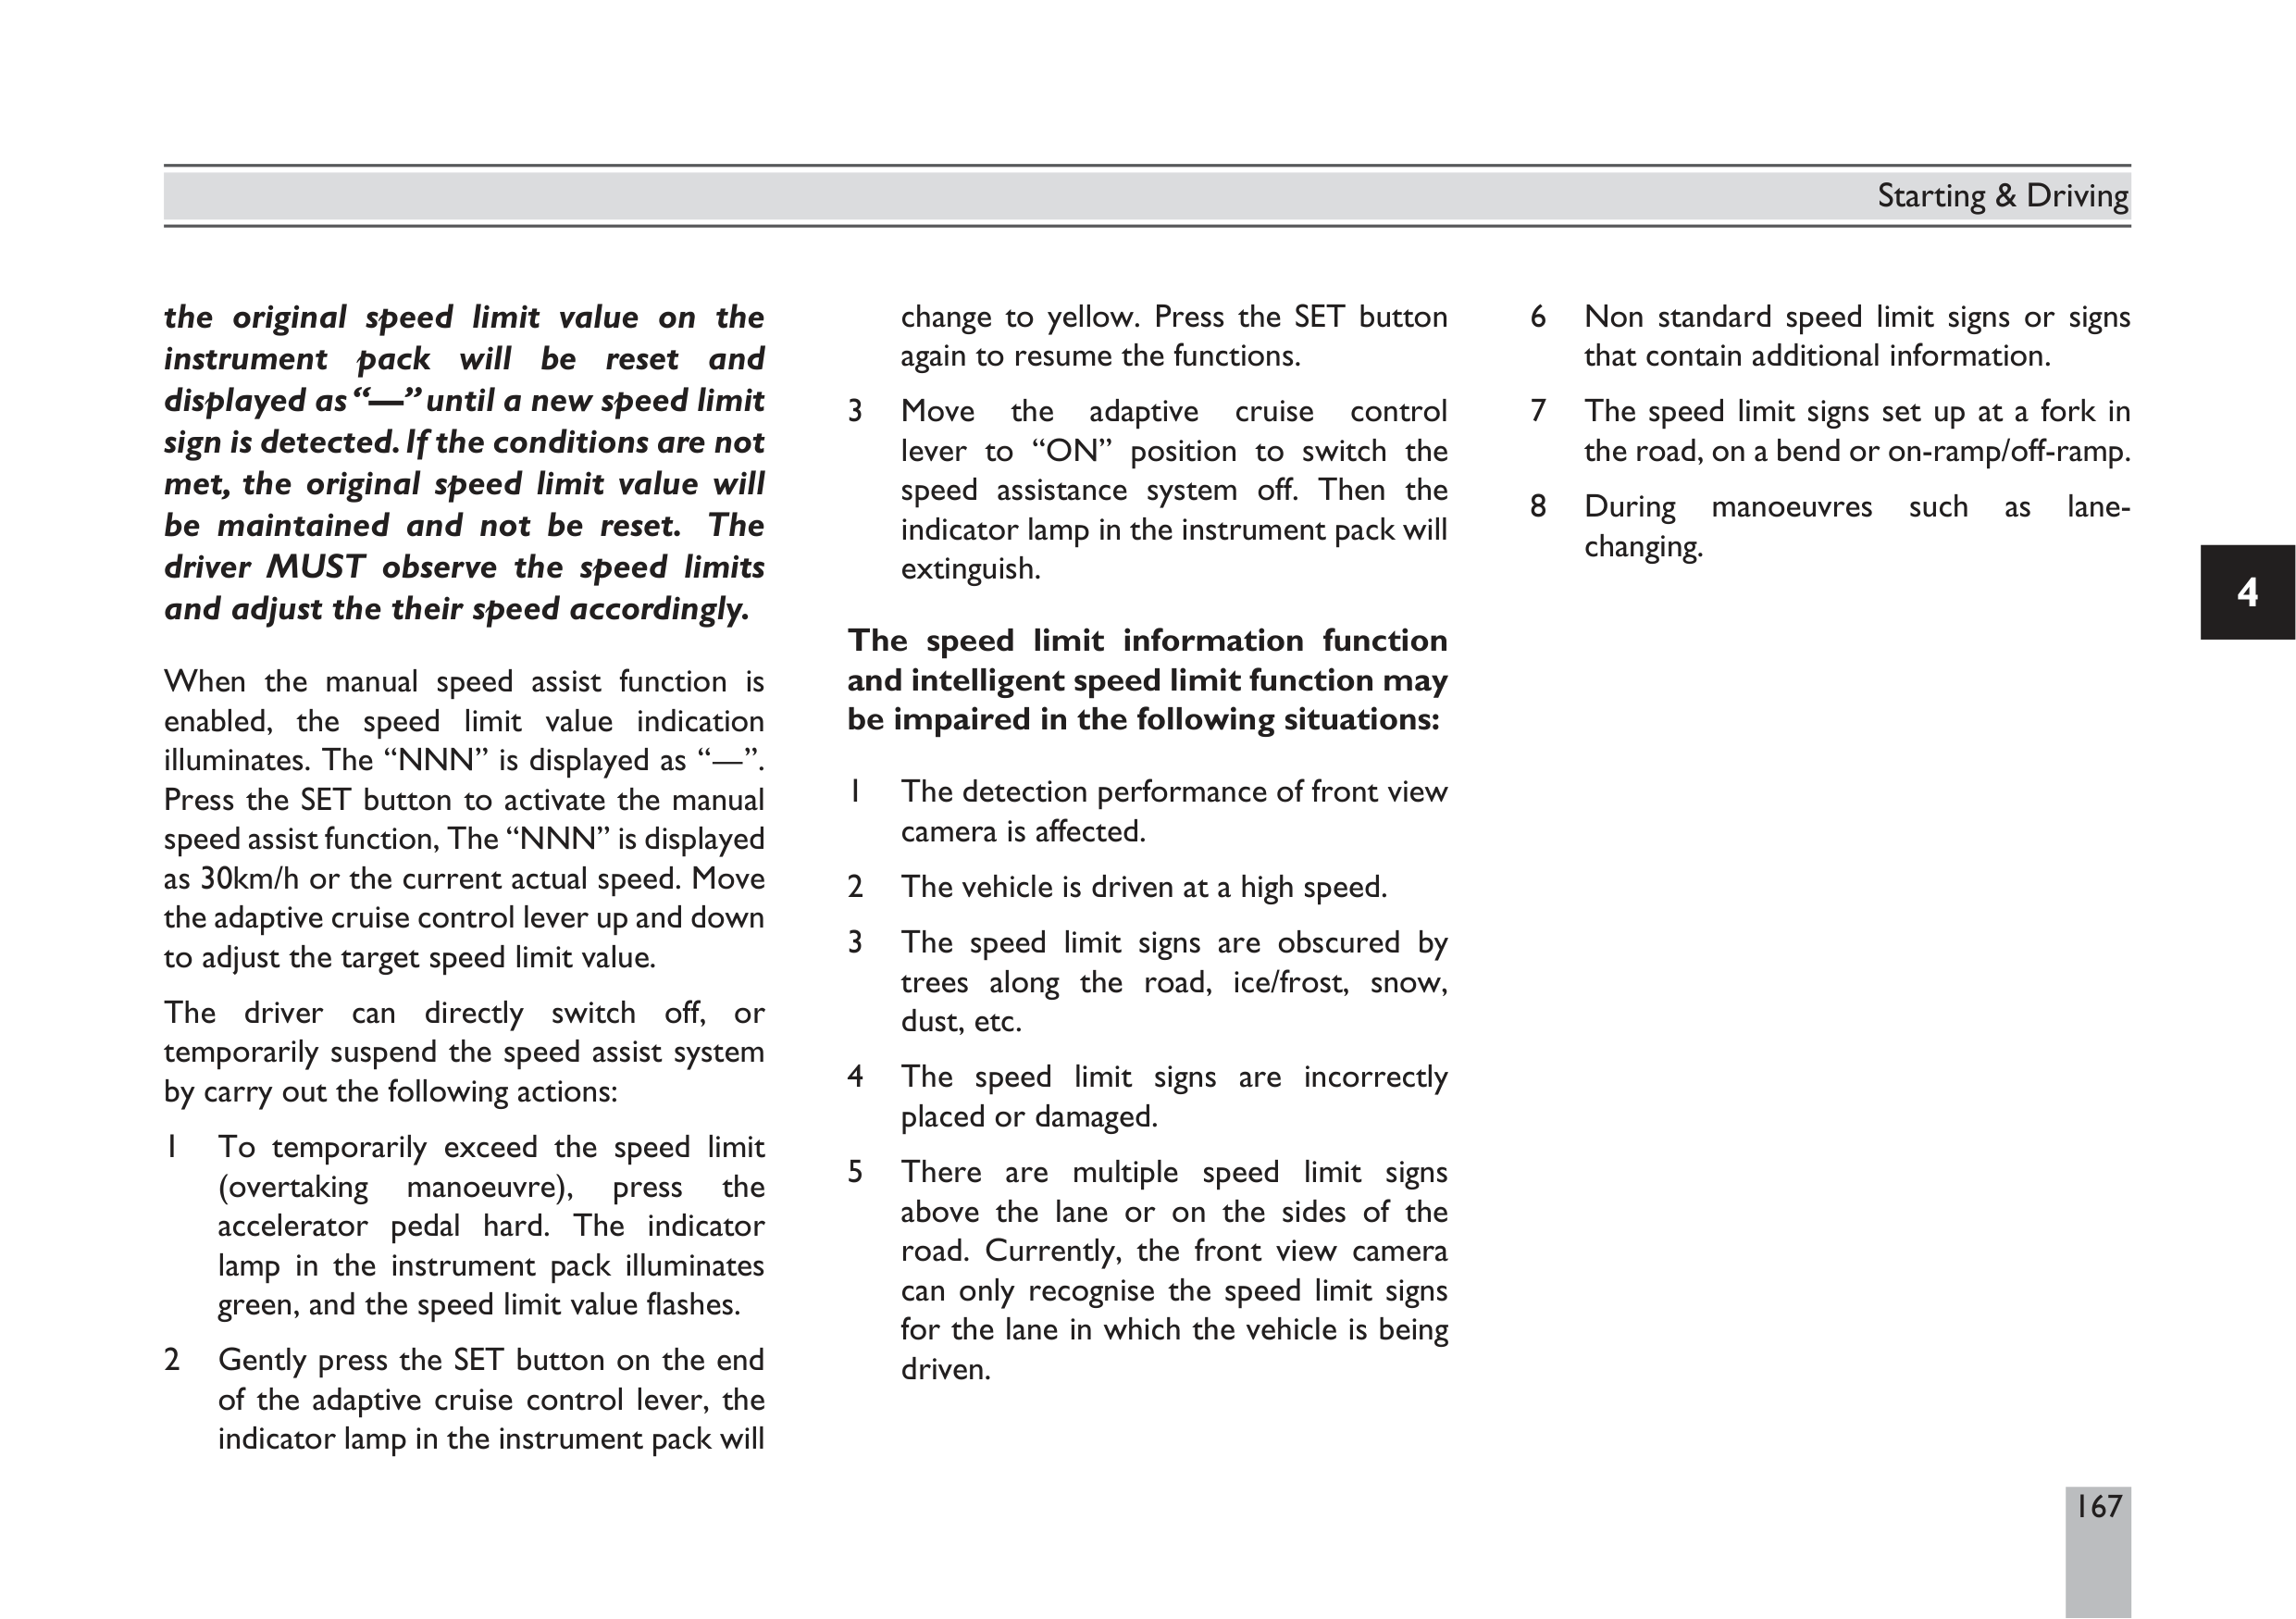 Starting & Driving
the original speed limit value on the
instrument pack will be reset and
displayed as “—” until a new speed limit
sign is detected. If the conditions are not
met, the original speed limit value will
be maintained and not be reset. The
driver MUST observe the speed limits
and adjust the their speed accordingly.
When the manual speed assist function is
enabled, the speed limit value indication
illuminates. The “NNN” is displayed as “—”.
Press the SET button to activate the manual
speed assist function, The “NNN” is displayed
as 30km/h or the current actual speed. Move
the adaptive cruise control lever up and down
to adjust the target speed limit value.
The driver can directly switch off, or
temporarily suspend the speed assist system
by carry out the following actions:
1 To temporarily exceed the speed limit
(overtaking manoeuvre), press the
accelerator pedal hard. The indicator
lamp in the instrument pack illuminates
green, and the speed limit value flashes.
2 Gently press the SET button on the end
of the adaptive cruise control lever, the
indicator lamp in the instrument pack will
change to yellow. Press the SET button
again to resume the functions.
3 Move the adaptive cruise control
lever to “ON” position to switch the
speed assistance system off. Then the
indicator lamp in the instrument pack will
extinguish.
The speed limit information function
and intelligent speed limit function may
be impaired in the following situations:
1 The detection performance of front view
camera is affected.
2 The vehicle is driven at a high speed.
3 The speed limit signs are obscured by
trees along the road, ice/frost, snow,
dust, etc.
4 The speed limit signs are incorrectly
placed or damaged.
5 There are multiple speed limit signs
above the lane or on the sides of the
road. Currently, the front view camera
can only recognise the speed limit signs
for the lane in which the vehicle is being
driven.
6 Non standard speed limit signs or signs
that contain additional information.
7 The speed limit signs set up at a fork in
the road, on a bend or on-ramp/off-ramp.
8 During manoeuvres such as lane-
changing.
4
167